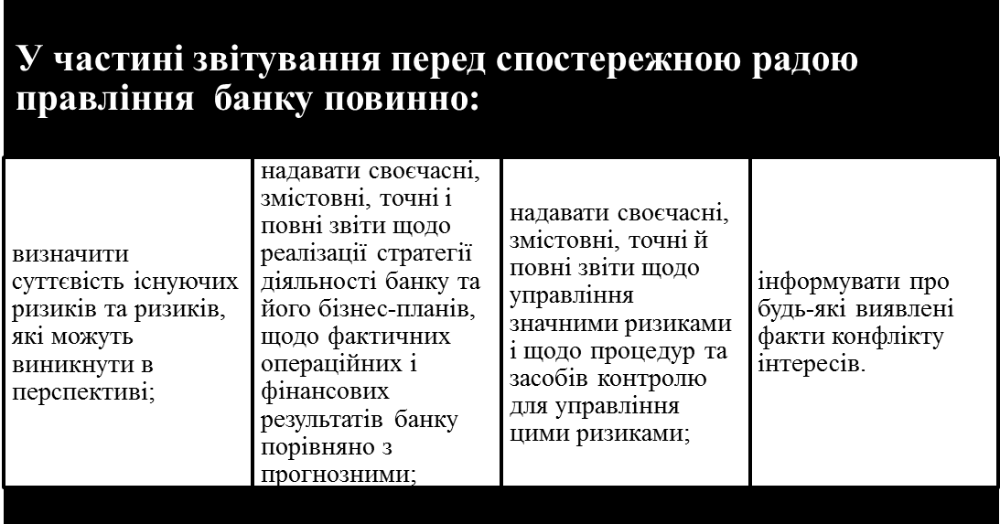 У частині звітування перед спостережною радою
правління банку повинно:
визначити
суттєвість існуючих
ризиків та ризиків,
які можуть
виникнути в
перспективі;
надавати своєчасні,
змістовні, точні і
повні звіти щодо
реалізації стратегії
діяльності банку та
його бізнес-планів,
щодо фактичних
операційних і
фінансових
результатів банку
порівняно з
прогнозними;
надавати своєчасні,
змістовні, точні й
повні звіти щодо
управління
значними ризиками
і щодо процедур та
засобів контролю
для управління
цими ризиками;
інформувати про
будь-які виявлені
факти конфлікту
інтересів.